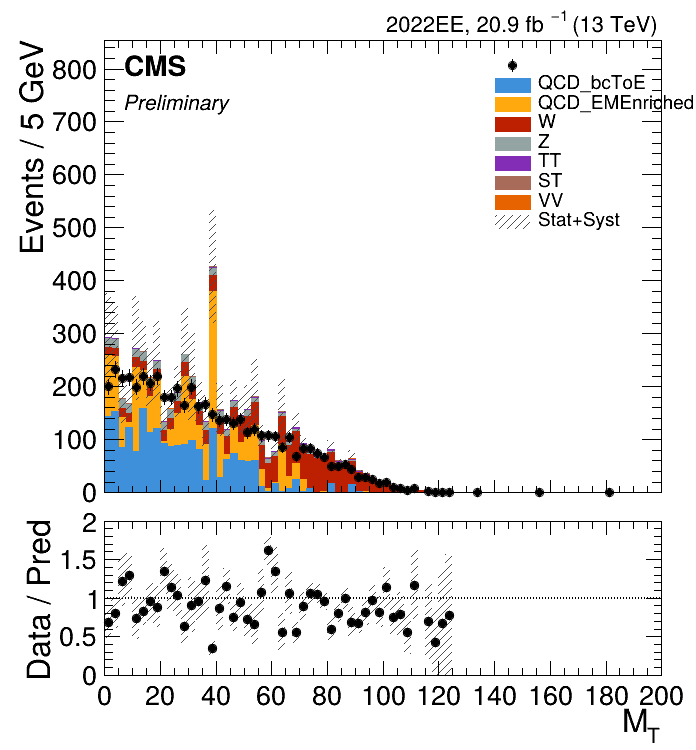 2022EE, 20.9 fb⁻¹ (13 TeV)
Events / 5 GeV
800
700
600
500
400
300
200
100
0
CMS
Preliminary
QCD_bcToE
QCD_EMEnriched
W
Z
TT
ST
VV
Stat+Syst
Data / Pred
2
1.5
1
0.5
0
0 20 40 60 80 100 120 140 160 180 200
M_T